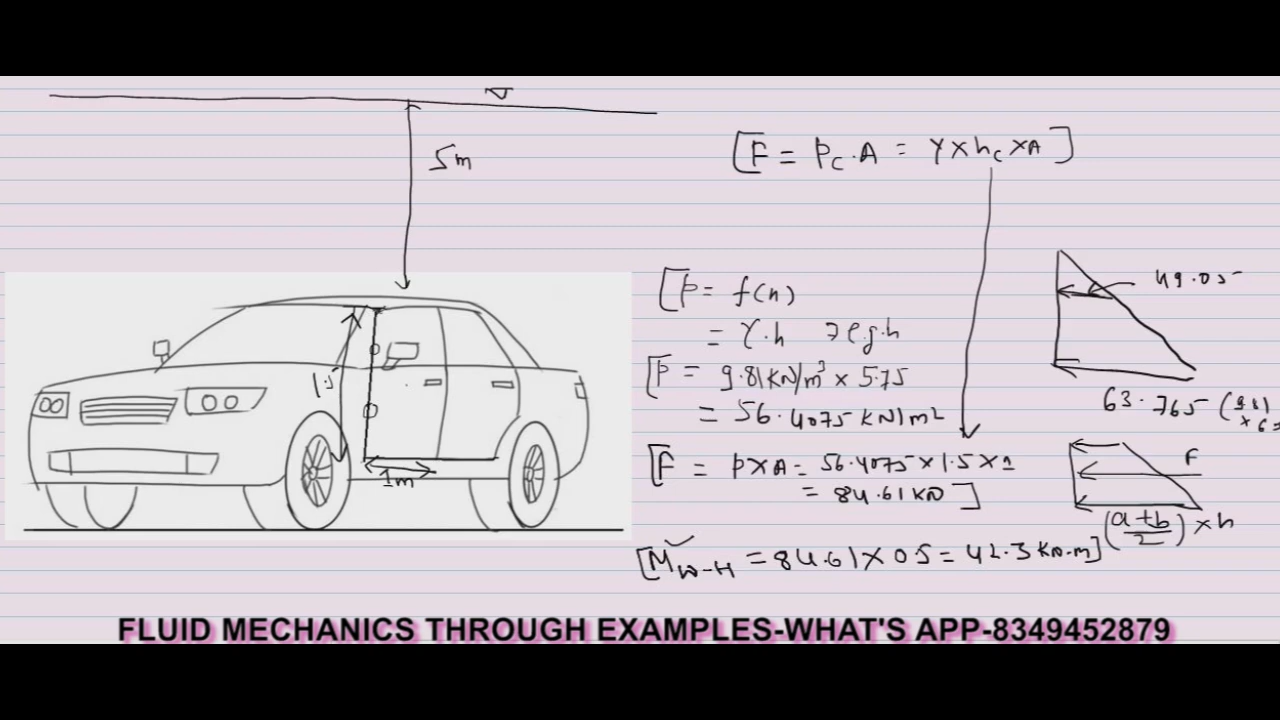 5m
[F = Pc.A = γ×hc×A]
[P = f(h)
= γ.h
[P = 9.81KN/m³ × 5.75
= 56.4075 KN/m²
49.05
63.765
1.5
1m
[F = P×A = 56.4075×1.5×1
= 84.61 KN]
F
(a+b/2)×h
[Mw-H = 84.61×0.5 = 42.3 KN-m]
FLUID MECHANICS THROUGH EXAMPLES-WHAT'S APP-8349452879